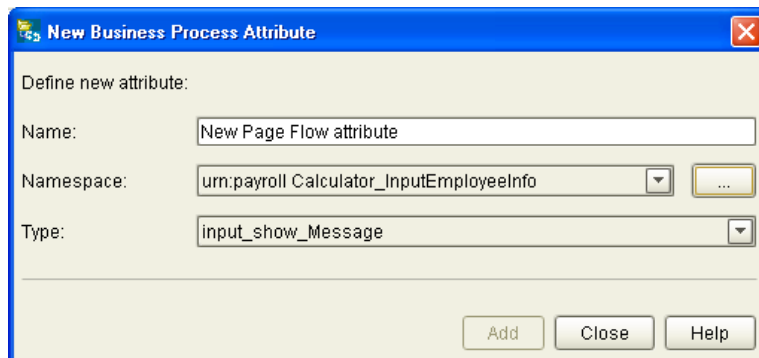 New Business Process Attribute
Define new attribute:
Name: New Page Flow attribute
Namespace: urn:payroll Calculator_InputEmployeeInfo ...
Type: input_show_Message
Add Close Help